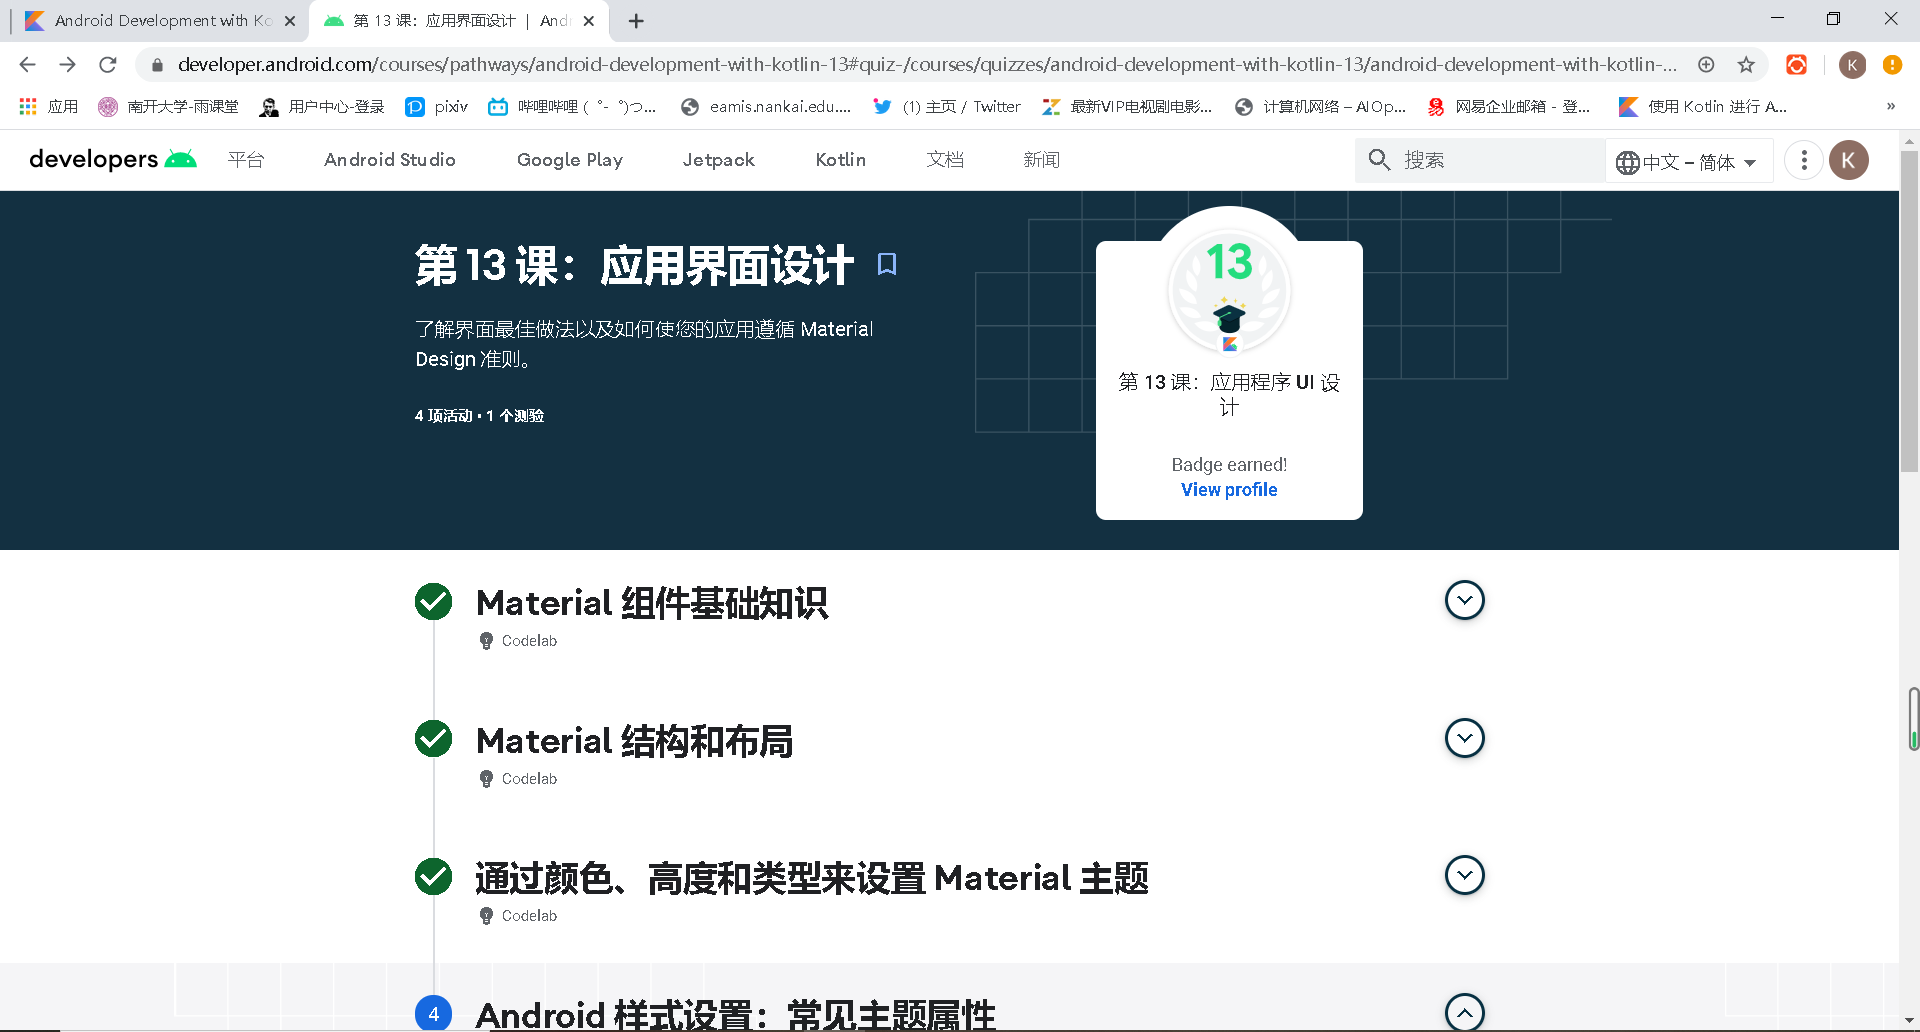 Android Development with Ko
第 13 课：应用界面设计 | And
developer.android.com/courses/pathways/android-development-with-kotlin-13#quiz-/courses/quizzes/android-development-with-kotlin-13/android-development-with-kotlin-...
K
应用
南开大学-雨课堂
用户中心-登录
pixiv
哔哩哔哩 ( ゜- ゜)つ...
eamis.nankai.edu....
(1) 主页 / Twitter
最新VIP电视剧电影...
计算机网络 – AIOp...
网易企业邮箱 - 登...
使用 Kotlin 进行 A...
»
developers
平台
Android Studio
Google Play
Jetpack
Kotlin
文档
新闻
搜索
中文 – 简体
K
第 13 课：应用界面设计
了解界面最佳做法以及如何使您的应用遵循 Material
Design 准则。
4 项活动 • 1 个测验
13
第 13 课：应用程序 UI 设
计
Badge earned!
View profile
Material 组件基础知识
Codelab
Material 结构和布局
Codelab
通过颜色、高度和类型来设置 Material 主题
Codelab
4
Android 样式设置：常见主题属性